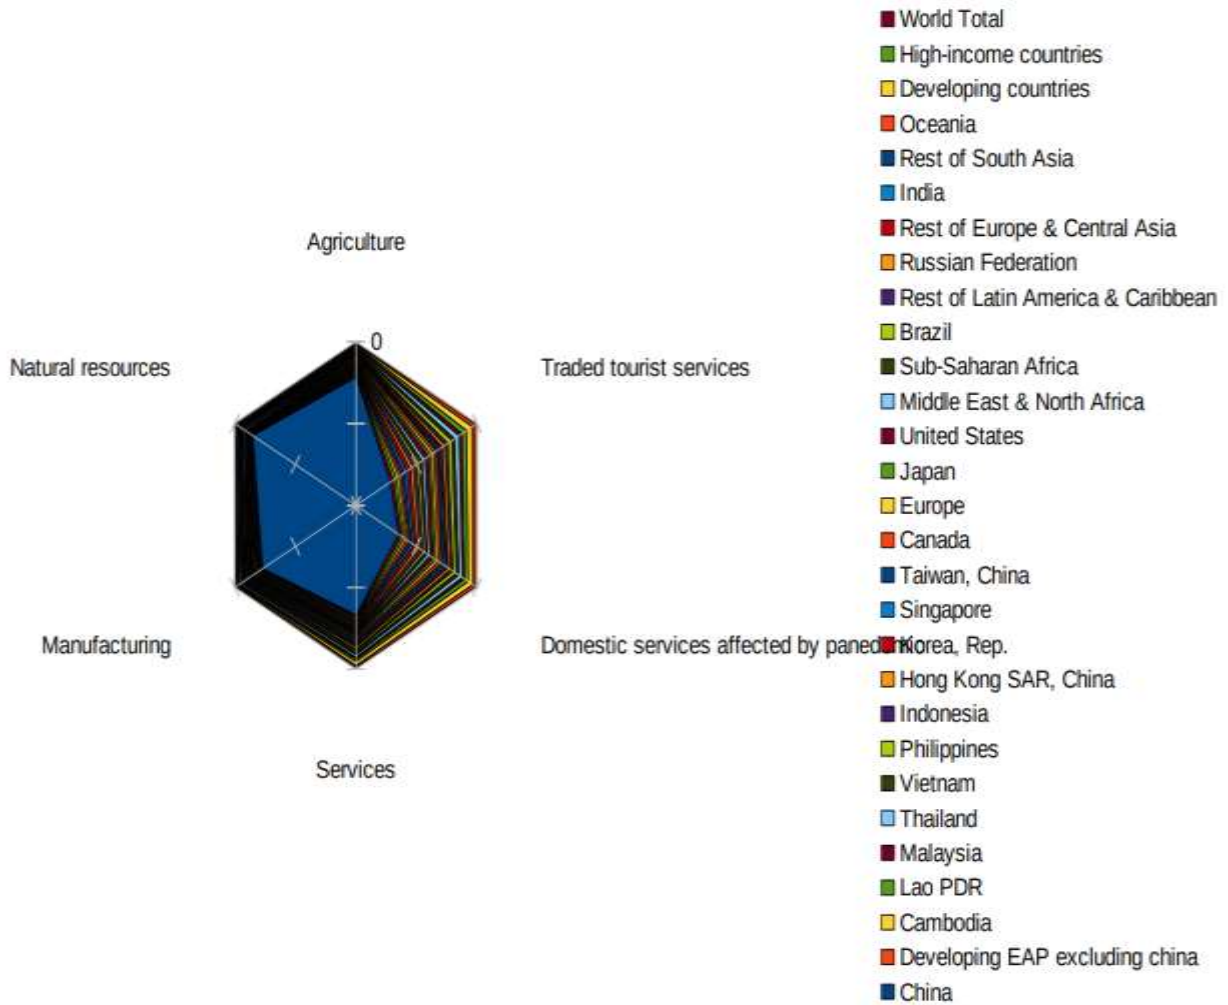 Agriculture
0
Natural resources
Traded tourist services
Manufacturing
Domestic services affected by
Services
World Total
High-income countries
Developing countries
Oceania
Rest of South Asia
India
Rest of Europe & Central Asia
Russian Federation
Rest of Latin America & Caribbean
Brazil
Sub-Saharan Africa
Middle East & North Africa
United States
Japan
Europe
Canada
Taiwan, China
Singapore
Korea, Rep.
Hong Kong SAR, China
Indonesia
Philippines
Vietnam
Thailand
Malaysia
Lao PDR
Cambodia
Developing EAP excluding china
China